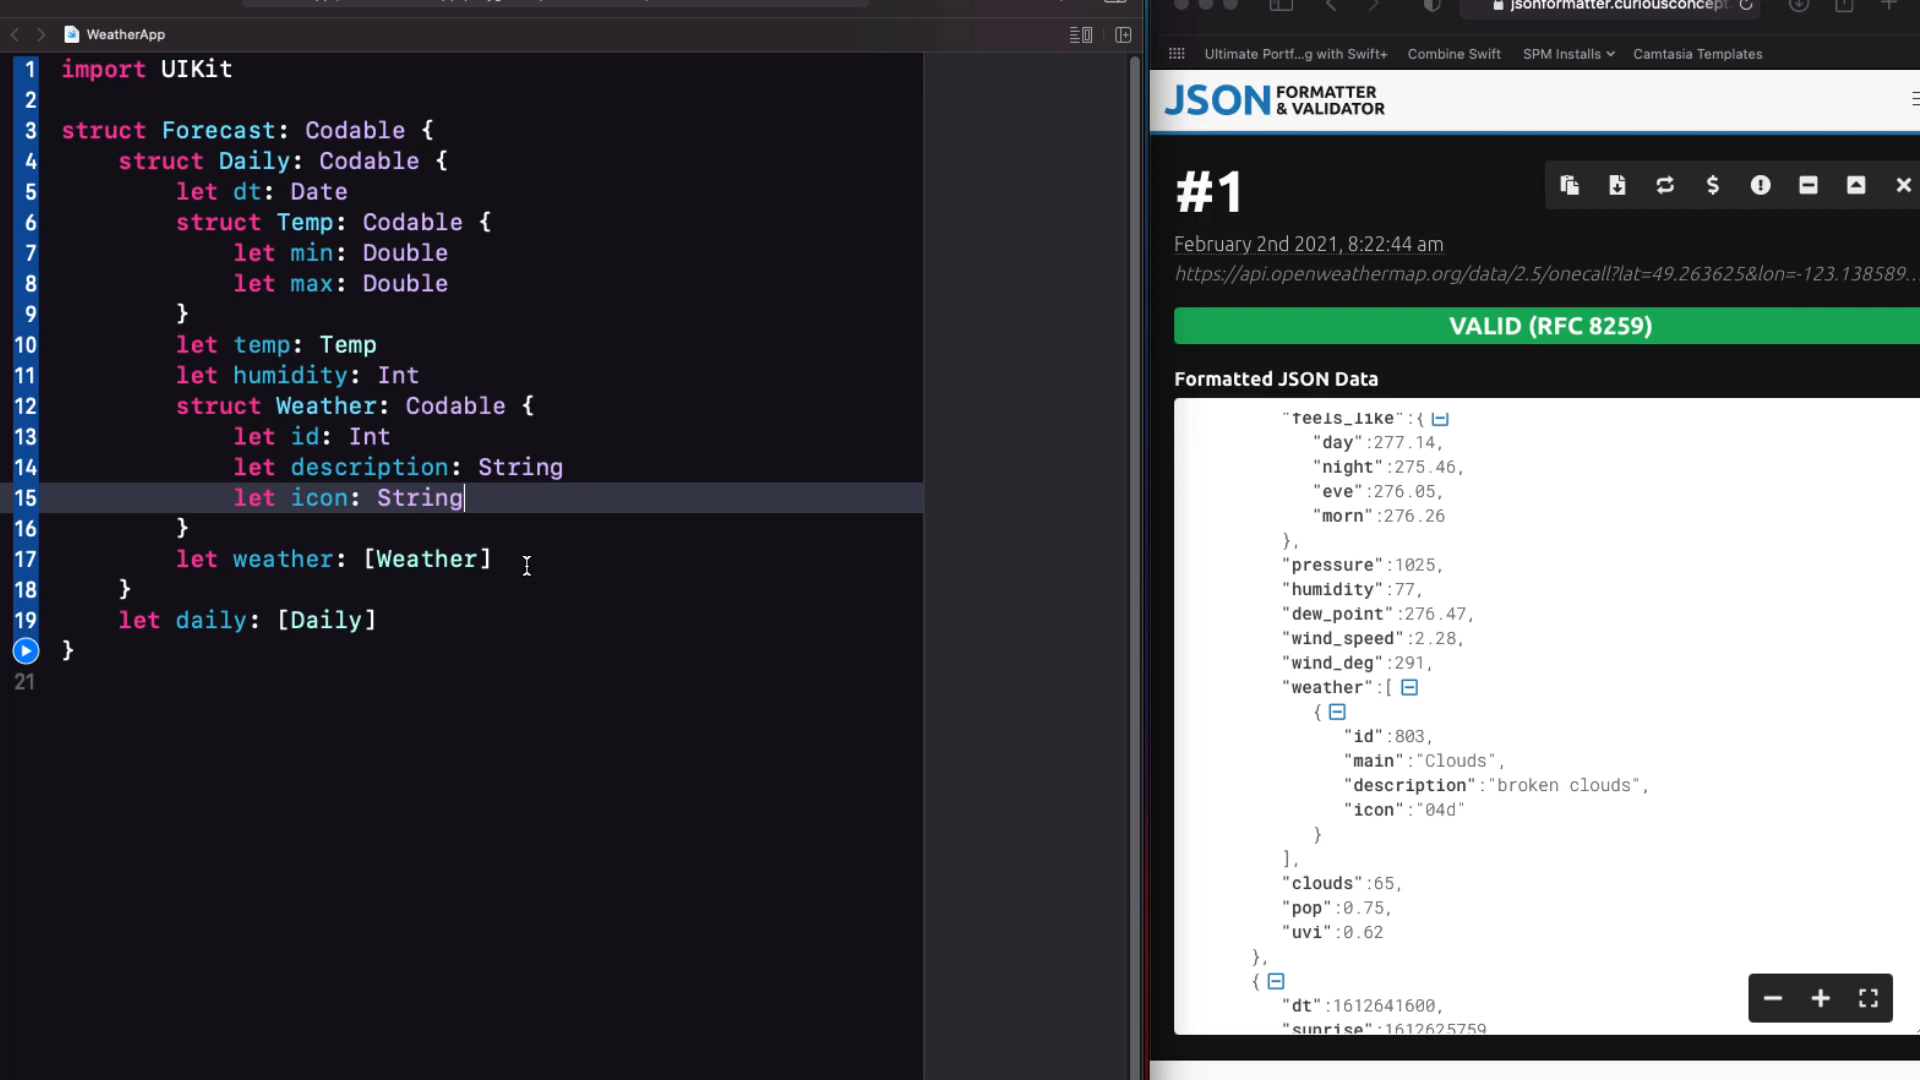 WeatherApp
1 import UIKit
2
3 struct Forecast: Codable {
4 struct Daily: Codable {
5 let dt: Date
6 struct Temp: Codable {
7 let min: Double
8 let max: Double
9 }
10 let temp: Temp
11 let humidity: Int
12 struct Weather: Codable {
13 let id: Int
14 let description: String
15 let icon: String
16 }
17 let weather: [Weather]
18 }
19 let daily: [Daily]
}
21
jsonformatter.curiousconcept
Ultimate Portf...g with Swift+ Combine Swift SPM Installs Camtasia Templates
JSON FORMATTER & VALIDATOR
#1
February 2nd 2021, 8:22:44 am
https://api.openweathermap.org/data/2.5/onecall?lat=49.263625&lon=-123.138589...
VALID (RFC 8259)
Formatted JSON Data
"feels_like":{
"day":277.14,
"night":275.46,
"eve":276.05,
"morn":276.26
},
"pressure":1025,
"humidity":77,
"dew_point":276.47,
"wind_speed":2.28,
"wind_deg":291,
"weather":[
{
"id":803,
"main":"Clouds",
"description":"broken clouds",
"icon":"04d"
}
],
"clouds":65,
"pop":0.75,
"uvi":0.62
},
{
"dt":1612641600,
"sunrise":1612625759